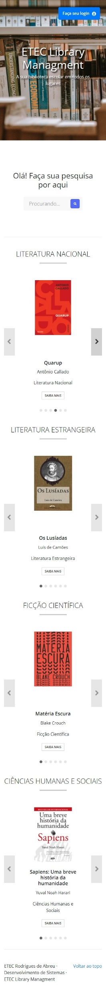 Faça seu login
UNDERSTANDING ECONOMI
ECONOMIC
ETEC Library
Managment
A sua biblioteca escolar em todos os
lugares
Olá! Faça sua pesquisa
por aqui
Procurando...
LITERATURA NACIONAL
ANTONIO
CALLADO
QUARUP
Quarup
Antônio Callado
Literatura Nacional
SAIBA MAIS
LITERATURA ESTRANGEIRA
OS LUSÍADAS
Luís de Camões
Os Lusíadas
Luís de Camões
Literatura Estrangeira
SAIBA MAIS
FICÇÃO CIENTÍFICA
MATÉRIA
ESCURA
BLAKE CROUCH
Matéria Escura
Blake Crouch
Ficção Científica
SAIBA MAIS
CIÊNCIAS HUMANAS E SOCIAIS
BEST-SELLER INTERNACIONAL
Uma breve
história da
humanidade
Sapiens
Yuval Noah Harari
Sapiens: Uma breve
história da
humanidade
Yuval Noah Harari
Ciências Humanas e
Sociais
SAIBA MAIS
ETEC Rodrigues de Abreu ·
Desenvolvimento de Sistemas ·
ETEC Library Managment
Voltar ao topo